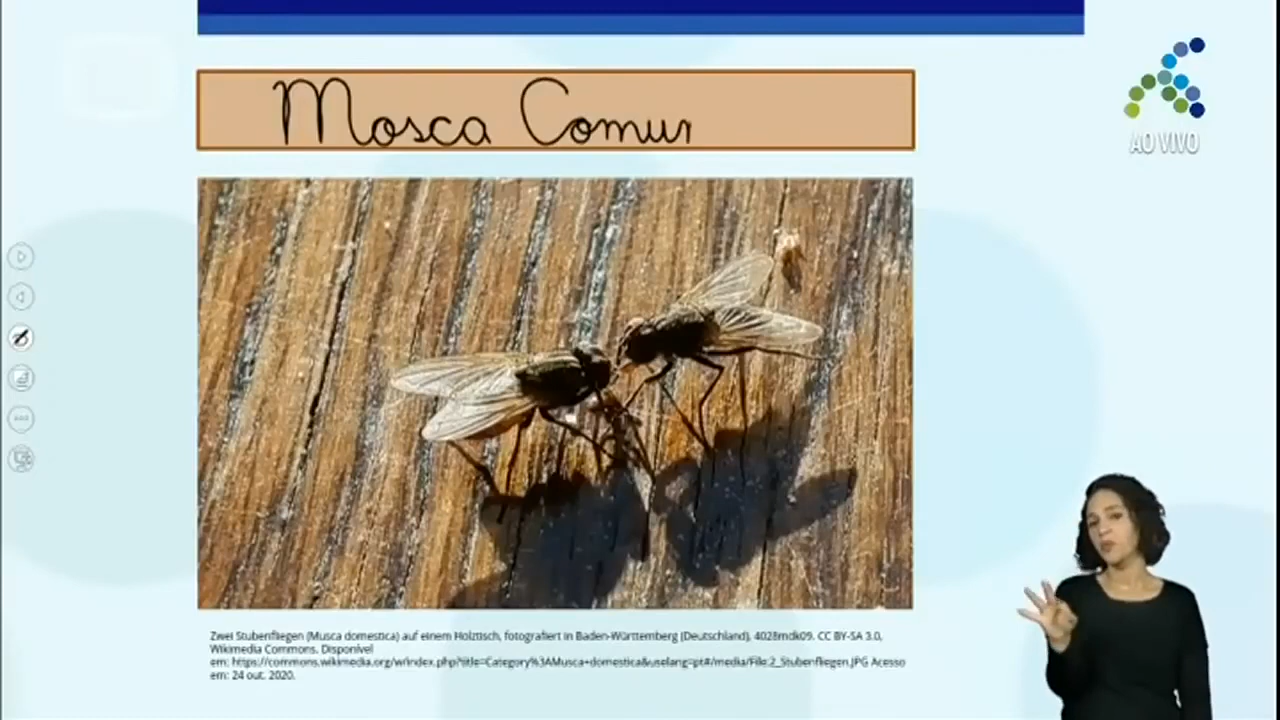 Mosca Comun
AO VIVO
Zwei Stubenfliegen (Musca domestica) auf einem Holztisch, fotografiert in Baden-Württemberg (Deutschland), 4028mdk09. CC BY-SA 3.0,
Wikimedia Commons. Disponível
em: https://commons.wikimedia.org/w/index.php?title=Category%3AMusca+domestica&uselang=pt#/media/File:2_Stubenfliegen.JPG Acesso
em: 24 out. 2020.